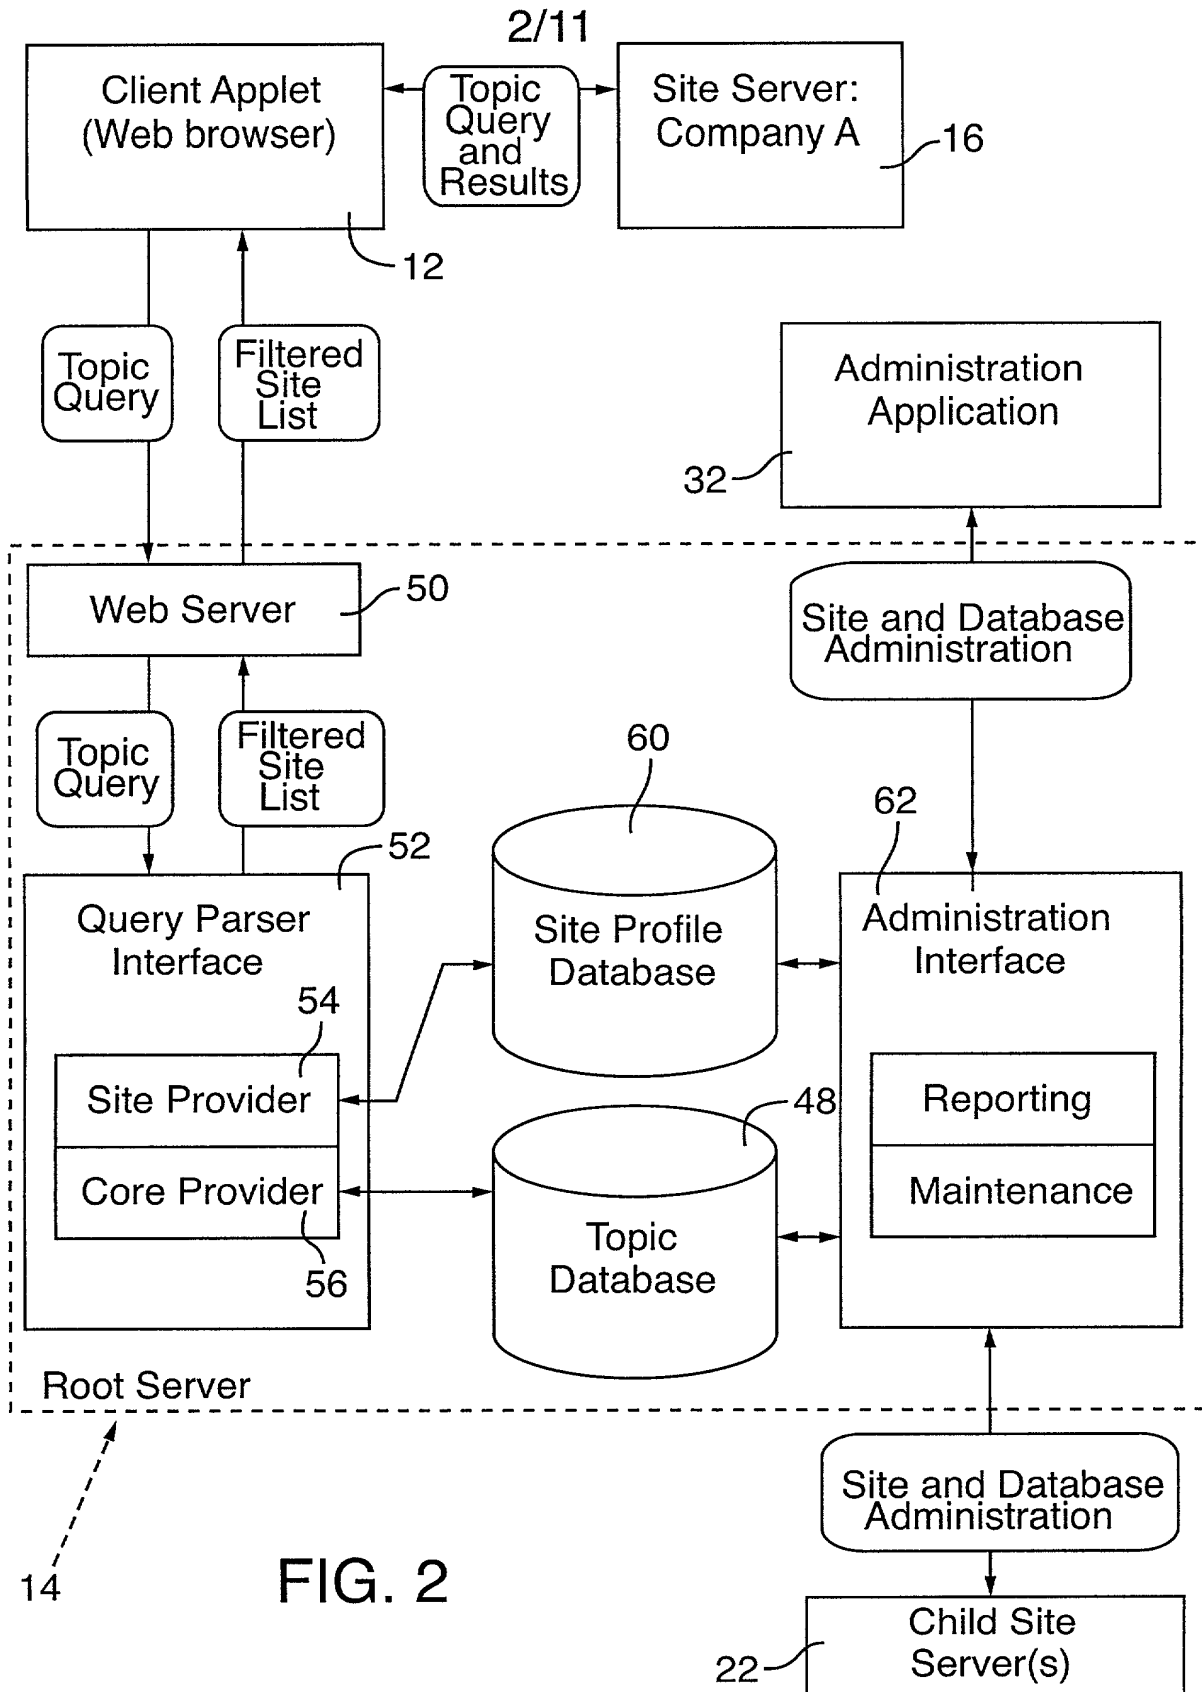 2/11
Client Applet
(Web browser)
Topic
Query
and
Results
Site Server:
Company A
16
12
Topic
Query
Filtered
Site
List
Administration
Application
32
Web Server
50
Site and Database
Administration
Topic
Query
Filtered
Site
List
60
62
52
Query Parser
Interface
Site Profile
Database
Administration
Interface
54
Site Provider
48
Reporting
Core Provider
Maintenance
56
Topic
Database
Root Server
Site and Database
Administration
14
FIG. 2
Child Site
Server(s)
22